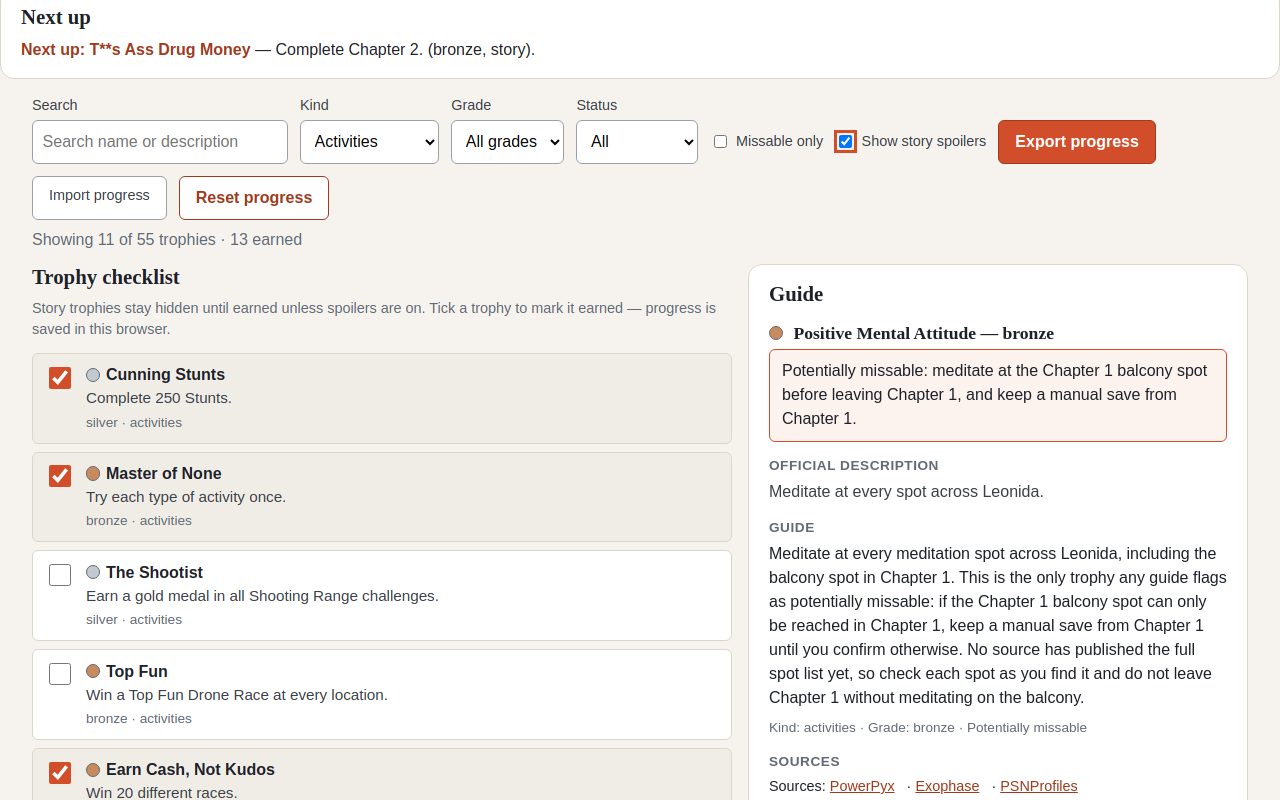 Next up
Next up: T**s Ass Drug Money — Complete Chapter 2. (bronze, story).
Search
Kind
Grade
Status
Search name or description
Activities
All grades
All
Missable only
Show story spoilers
Export progress
Import progress
Reset progress
Showing 11 of 55 trophies · 13 earned
Trophy checklist
Story trophies stay hidden until earned unless spoilers are on. Tick a trophy to mark it earned — progress is
saved in this browser.
Cunning Stunts
Complete 250 Stunts.
silver · activities
Master of None
Try each type of activity once.
bronze · activities
The Shootist
Earn a gold medal in all Shooting Range challenges.
silver · activities
Top Fun
Win a Top Fun Drone Race at every location.
bronze · activities
Earn Cash, Not Kudos
Win 20 different races.
Guide
Positive Mental Attitude — bronze
Potentially missable: meditate at the Chapter 1 balcony spot
before leaving Chapter 1, and keep a manual save from
Chapter 1.
OFFICIAL DESCRIPTION
Meditate at every spot across Leonida.
GUIDE
Meditate at every meditation spot across Leonida, including the
balcony spot in Chapter 1. This is the only trophy any guide flags
as potentially missable: if the Chapter 1 balcony spot can only
be reached in Chapter 1, keep a manual save from Chapter 1
until you confirm otherwise. No source has published the full
spot list yet, so check each spot as you find it and do not leave
Chapter 1 without meditating on the balcony.
Kind: activities · Grade: bronze · Potentially missable
SOURCES
Sources: PowerPyx · Exophase · PSNProfiles